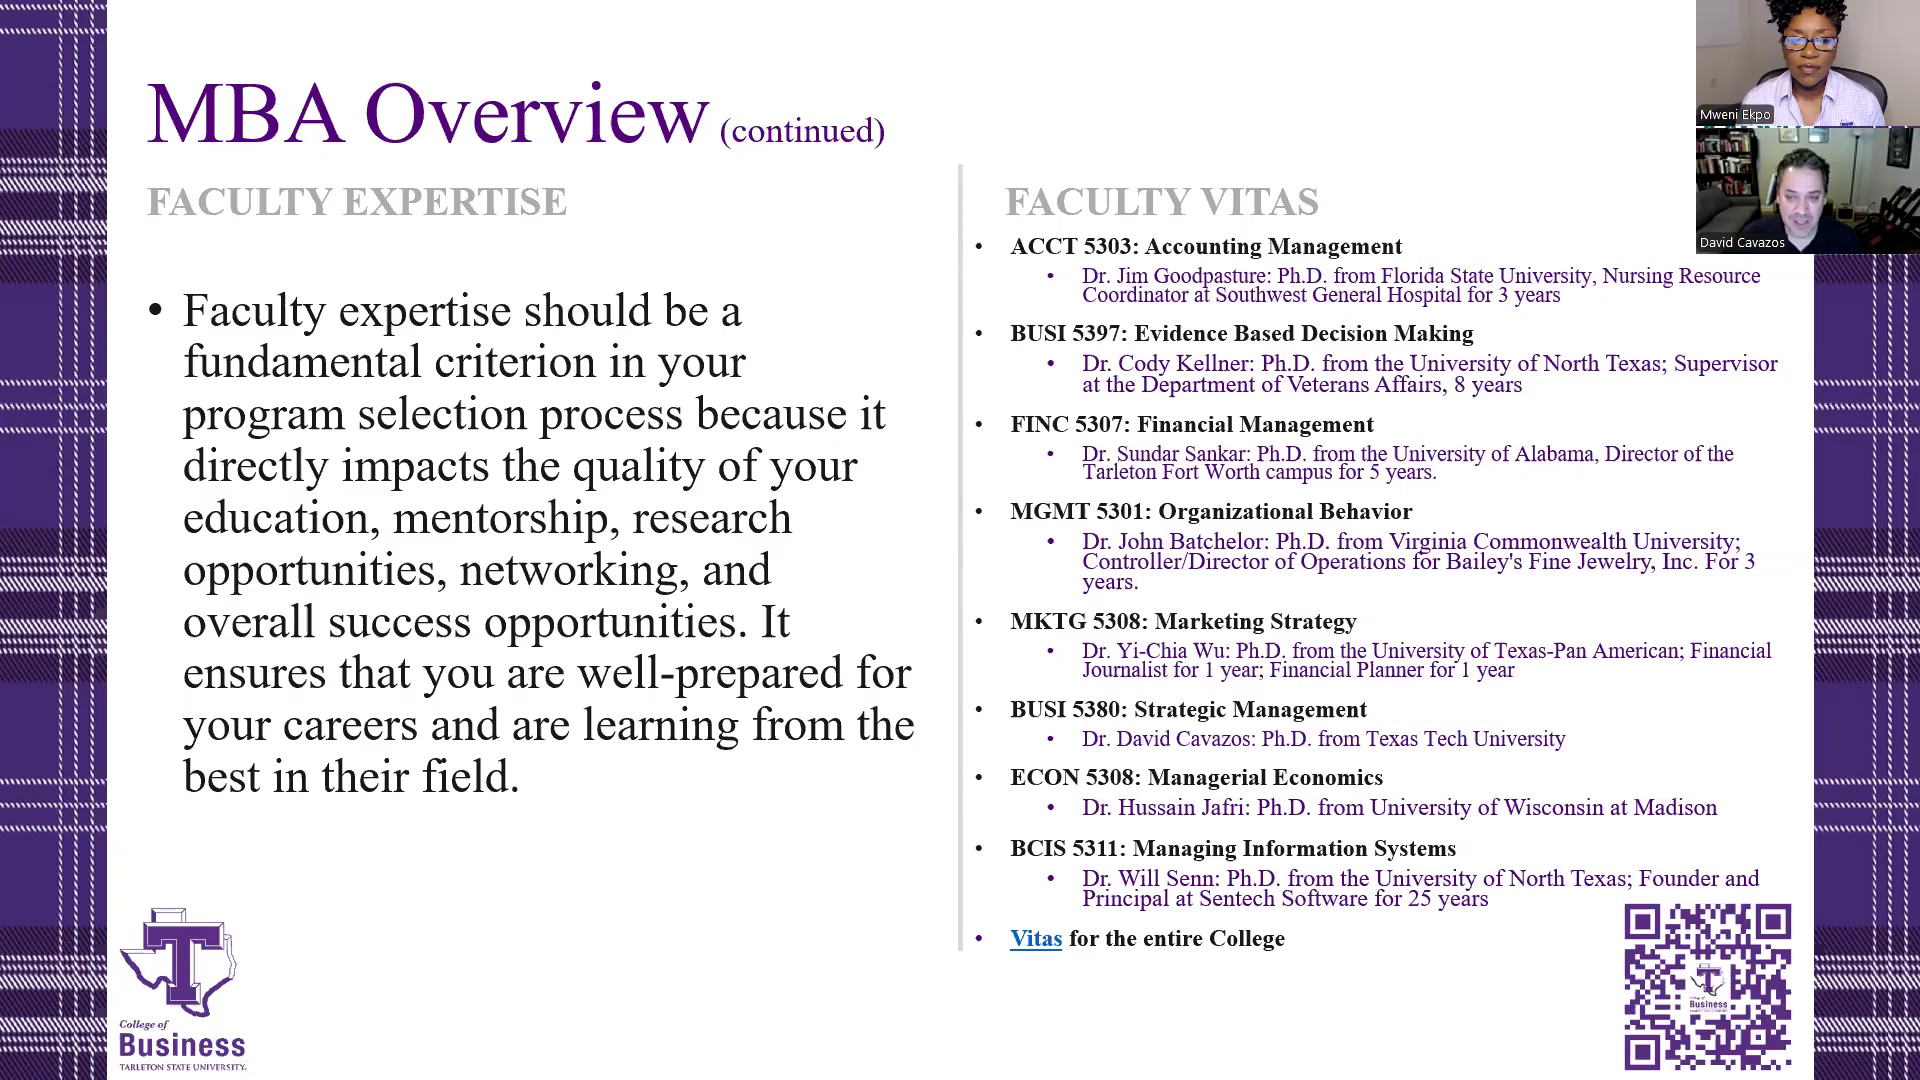 MBA Overview (continued)
FACULTY EXPERTISE
• Faculty expertise should be a
fundamental criterion in your
program selection process because it
directly impacts the quality of your
education, mentorship, research
opportunities, networking, and
overall success opportunities. It
ensures that you are well-prepared for
your careers and are learning from the
best in their field.
FACULTY VITAS
• ACCT 5303: Accounting Management
• Dr. Jim Goodpasture: Ph.D. from Florida State University, Nursing Resource
Coordinator at Southwest General Hospital for 3 years
• BUSI 5397: Evidence Based Decision Making
• Dr. Cody Kellner: Ph.D. from the University of North Texas; Supervisor
at the Department of Veterans Affairs, 8 years
• FINC 5307: Financial Management
• Dr. Sundar Sankar: Ph.D. from the University of Alabama, Director of the
Tarleton Fort Worth campus for 5 years.
• MGMT 5301: Organizational Behavior
• Dr. John Batchelor: Ph.D. from Virginia Commonwealth University;
Controller/Director of Operations for Bailey's Fine Jewelry, Inc. For 3
years.
• MKTG 5308: Marketing Strategy
• Dr. Yi-Chia Wu: Ph.D. from the University of Texas-Pan American; Financial
Journalist for 1 year; Financial Planner for 1 year
• BUSI 5380: Strategic Management
• Dr. David Cavazos: Ph.D. from Texas Tech University
• ECON 5308: Managerial Economics
• Dr. Hussain Jafri: Ph.D. from University of Wisconsin at Madison
• BCIS 5311: Managing Information Systems
• Dr. Will Senn: Ph.D. from the University of North Texas; Founder and
Principal at Sentech Software for 25 years
• Vitas for the entire College
Mweni Ekpo
David Cavazos
T
College of
Business
TARLETON STATE UNIVERSITY
T
College of
Business